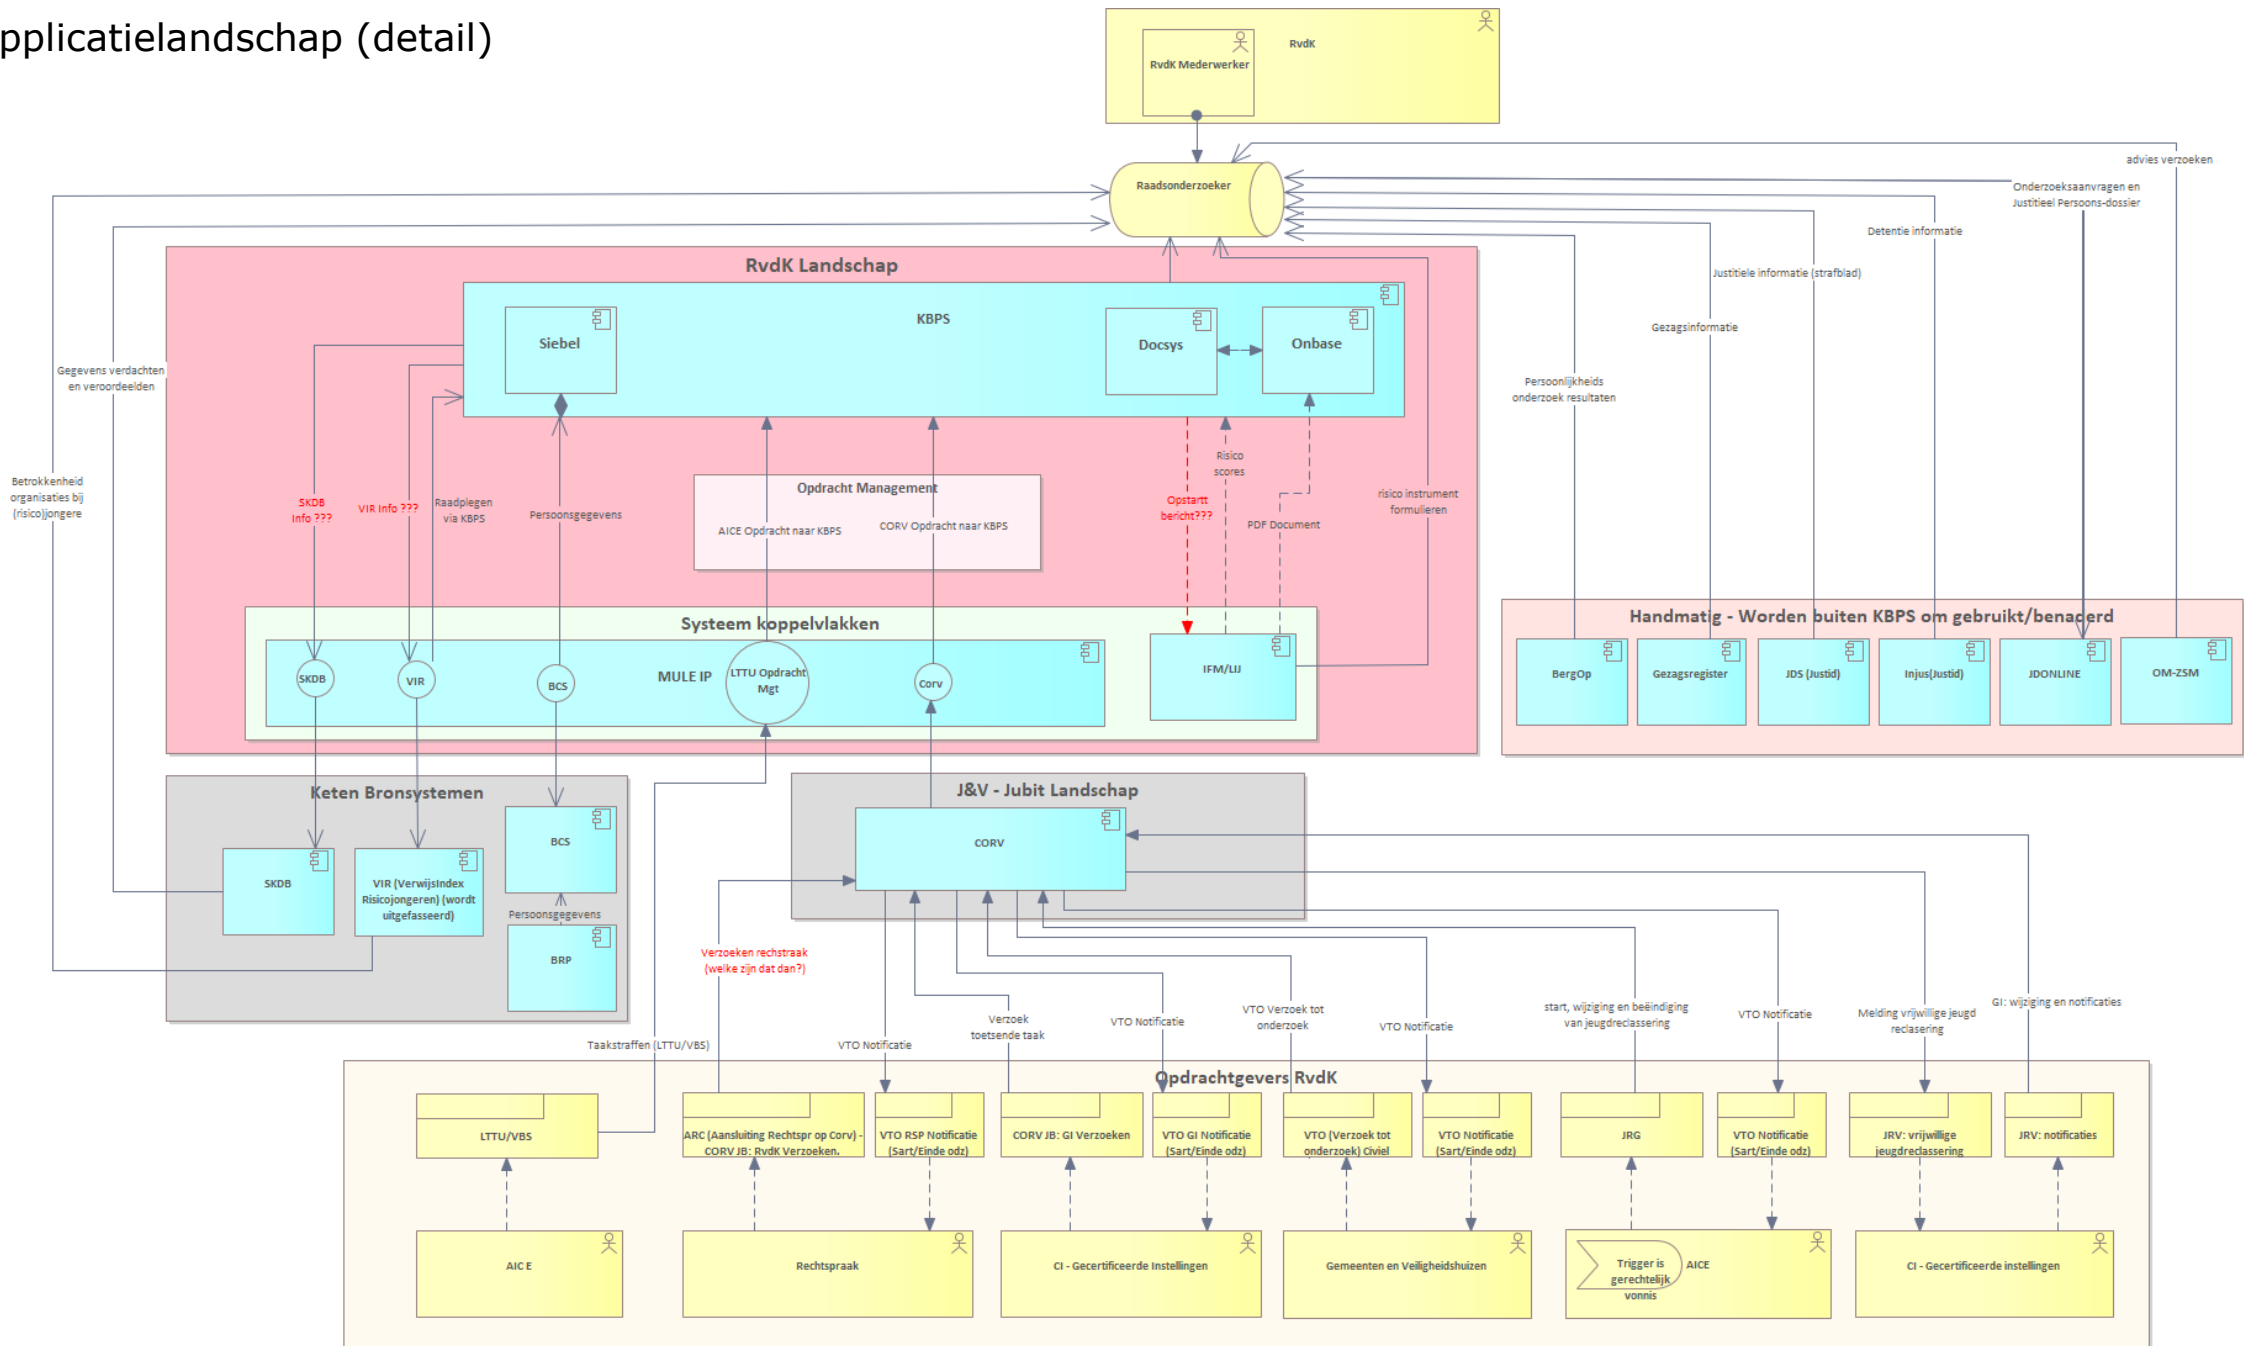 pplicatielandschap (detail)
RvdK
RvdK Mederwerker
Raadsonderzoeker
advies verzoeken
Onderzoeksaanvragen en
Justitieel Persoons-dossier
Detentie informatie
Justitiele informatie (strafblad)
Gezagsinformatie
Persoonlijkheids
onderzoek resultaten
RvdK Landschap
KBPS
Siebel
Docsys
Onbase
Gegevens verdachten
en veroordeelden
Betrokkenheid
organisaties bij
(risico)jongere
SKDB
Info ???
VIR Info ???
Raadplegen
via KBPS
Persoonsgegevens
Opdracht Management
AICE Opdracht naar KBPS
CORV Opdracht naar KBPS
Opstartt
bericht???
Risico
scores
PDF Document
risico instrument
formulieren
Systeem koppelvlakken
MULE IP
SKDB
VIR
BCS
LTTU Opdracht
Mgt
Corv
IFM/LIJ
Handmatig - Worden buiten KBPS om gebruikt/benaderd
BergOp
Gezagsregister
JDS (Justid)
Injus(Justid)
JDONLINE
OM-ZSM
Keten Bronsystemen
SKDB
VIR (VerwijsIndex
Risicojongeren) (wordt
uitgefasseerd)
BCS
Persoonsgegevens
BRP
J&V - Jubit Landschap
CORV
Taakstraffen (LTTU/VBS)
Verzoeken rechstraak
(welke zijn dat dan?)
VTO Notificatie
Verzoek
toetsende taak
VTO Notificatie
VTO Verzoek tot
onderzoek
VTO Notificatie
start, wijziging en beëindiging
van jeugdreclassering
VTO Notificatie
Melding vrijwillige jeugd
reclasering
GI: wijziging en notificaties
Opdrachtgevers RvdK
LTTU/VBS
ARC (Aansluiting Rechtspr op Corv) -
CORV JB: RvdK Verzoeken.
VTO RSP Notificatie
(Sart/Einde odz)
CORV JB: GI Verzoeken
VTO GI Notificatie
(Sart/Einde odz)
VTO (Verzoek tot
onderzoek) Civiel
VTO Notificatie
(Sart/Einde odz)
JRG
VTO Notificatie
(Sart/Einde odz)
JRV: vrijwillige
jeugdreclassering
JRV: notificaties
AIC E
Rechtspraak
CI - Gecertificeerde Instellingen
Gemeenten en Veiligheidshuizen
Trigger is
gerechtelijk
vonnis
AICE
CI - Gecertificeerde instellingen